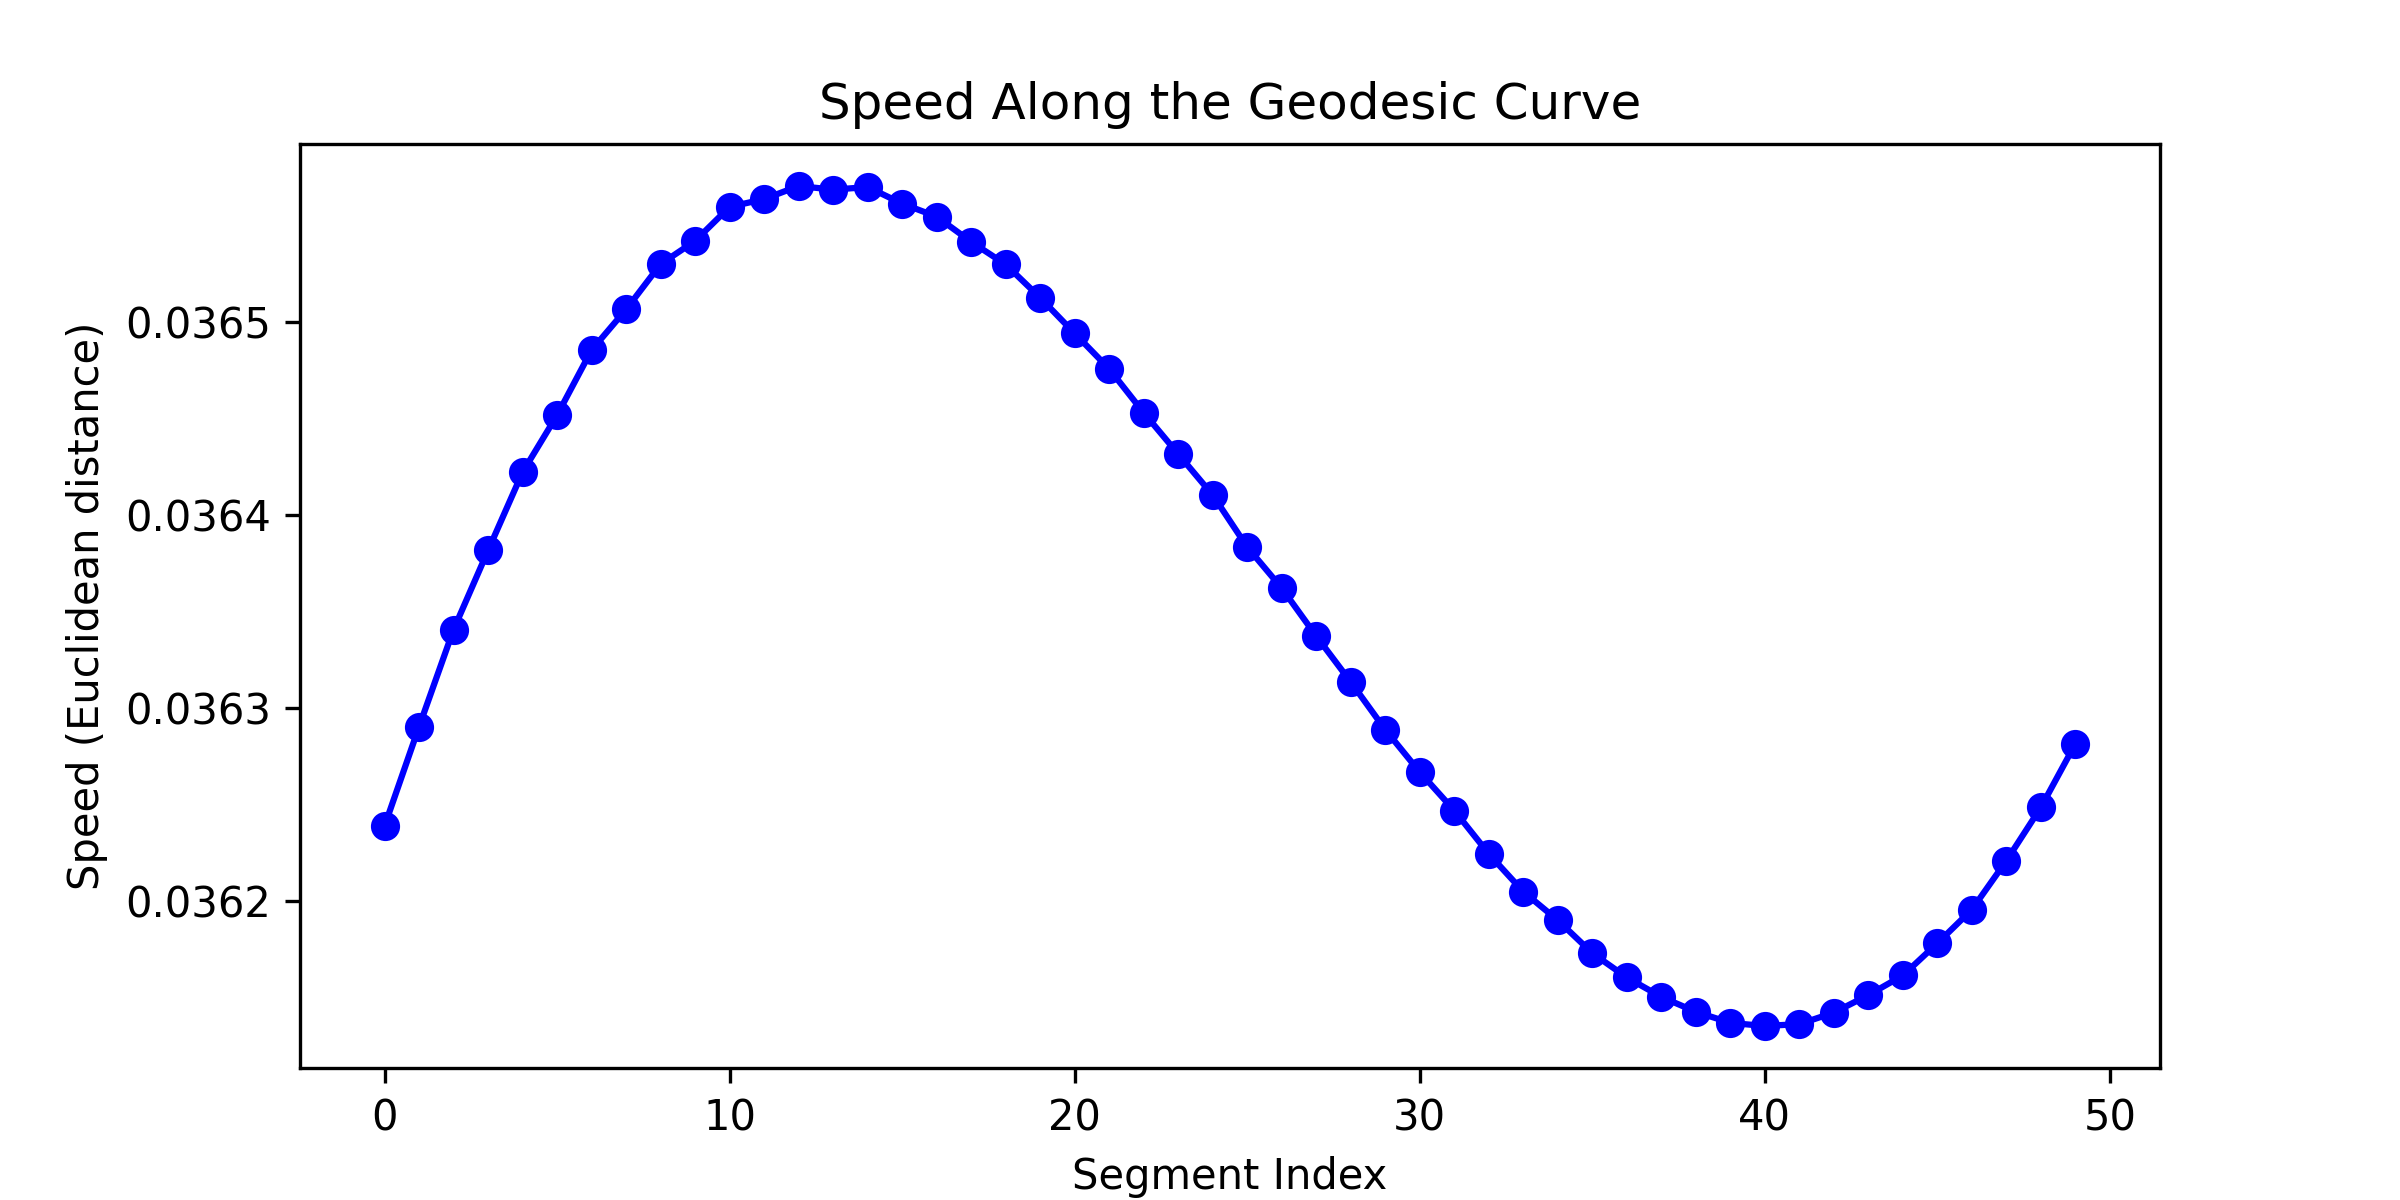 Speed Along the Geodesic Curve
Speed (Euclidean distance)
0.0365
0.0364
0.0363
0.0362
0 10 20 30 40 50
Segment Index